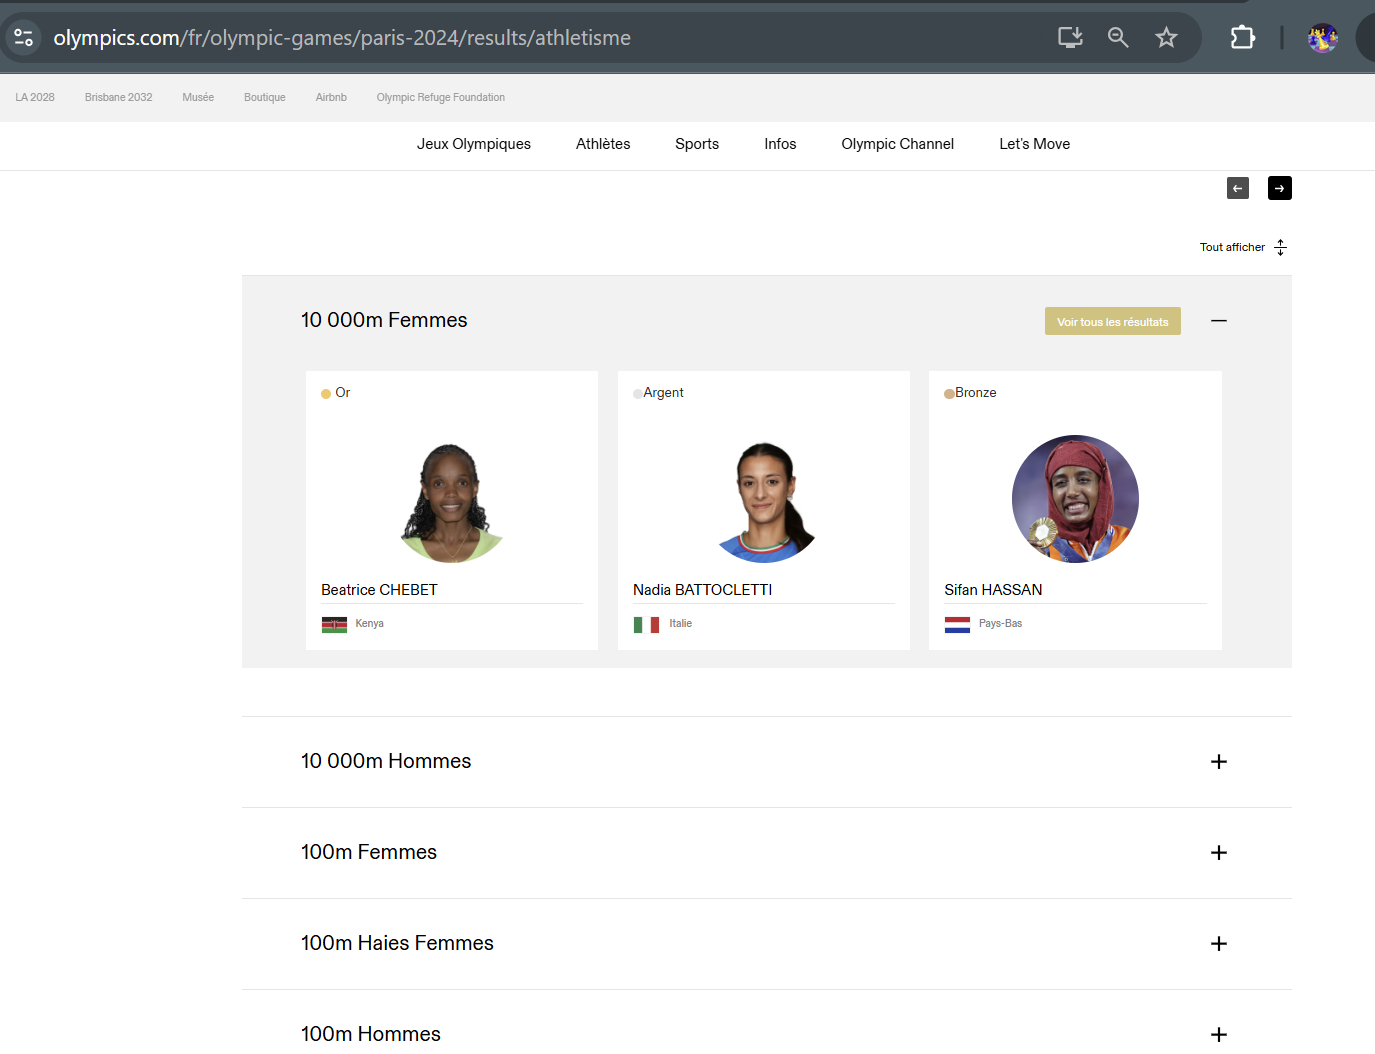 olympics.com/fr/olympic-games/paris-2024/results/athletisme
LA 2028 Brisbane 2032 Musée Boutique Airbnb Olympic Refuge Foundation
Jeux Olympiques Athlètes Sports Infos Olympic Channel Let's Move
Tout afficher
10 000m Femmes Voir tous les résultats
Or Argent Bronze
Beatrice CHEBET Nadia BATTOCLETTI Sifan HASSAN
Kenya Italie Pays-Bas
10 000m Hommes
100m Femmes
100m Haies Femmes
100m Hommes